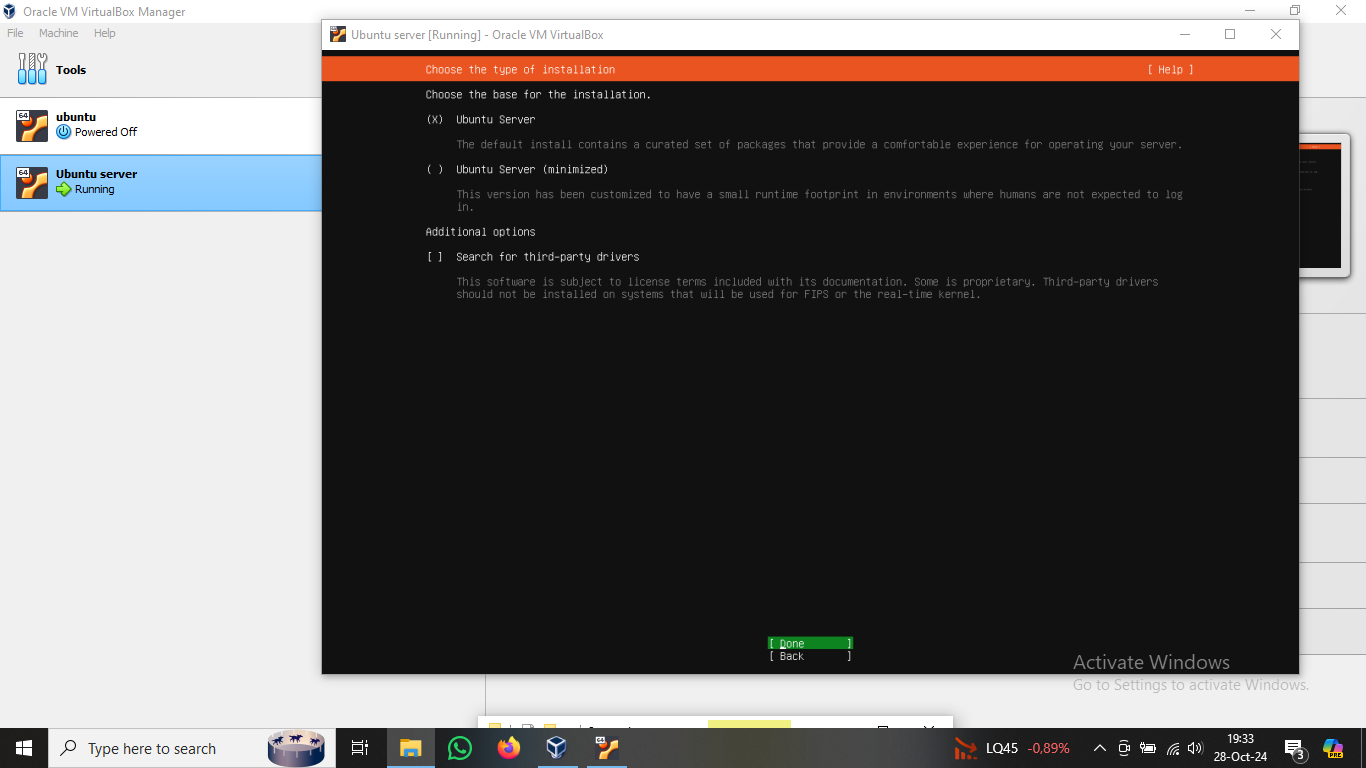 Oracle VM VirtualBox Manager
File Machine Help
Tools
64
ubuntu
Powered Off
64
Ubuntu server
Running
64
Ubuntu server [Running] - Oracle VM VirtualBox
Choose the type of installation [ Help ]
Choose the base for the installation.
(X) Ubuntu Server
The default install contains a curated set of packages that provide a comfortable experience for operating your server.
( ) Ubuntu Server (minimized)
This version has been customized to have a small runtime footprint in environments where humans are not expected to log
in.
Additional options
[ ] Search for third-party drivers
This software is subject to license terms included with its documentation. Some is proprietary. Third-party drivers
should not be installed on systems that will be used for FIPS or the real-time kernel.
[ Done ]
[ Back ]
Activate Windows
Go to Settings to activate Windows.
Type here to search
64
LQ45 -0,89%
19:33
28-Oct-24
3
PRE